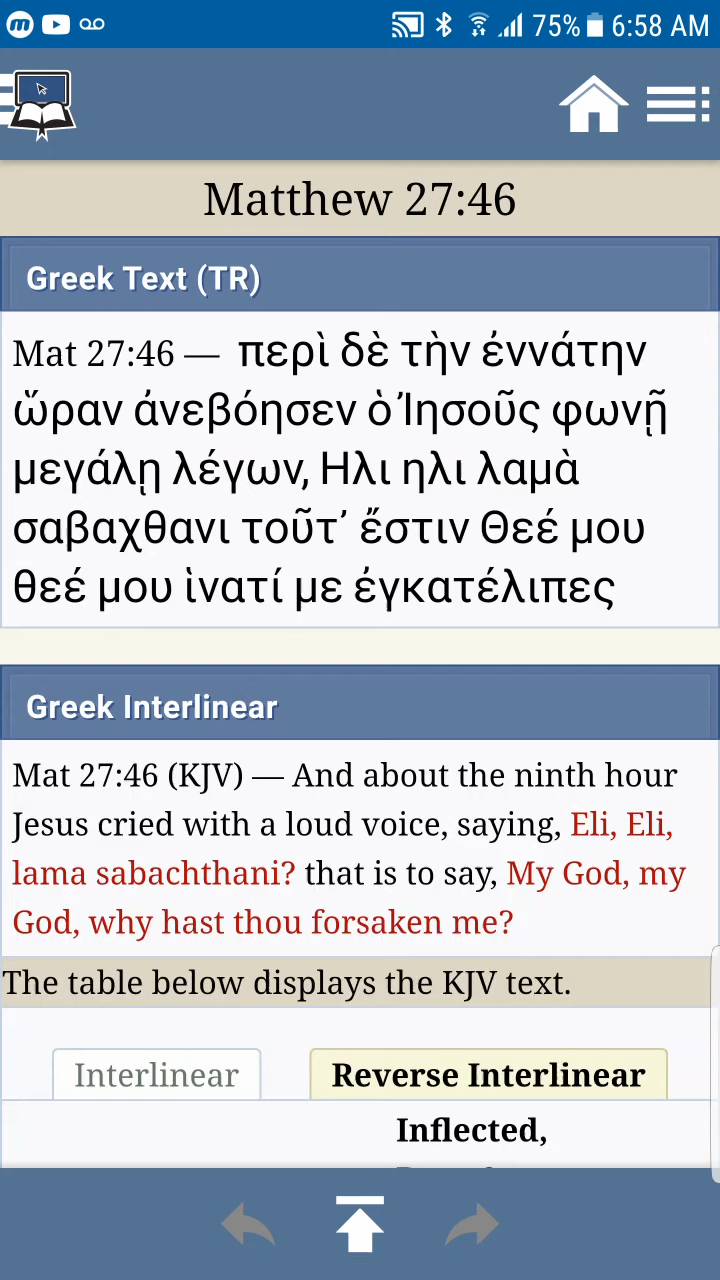 75% 6:58 AM
Matthew 27:46
Greek Text (TR)
Mat 27:46 — περὶ δὲ τὴν ἐννάτην
ὥραν ἀνεβόησεν ὁ Ἰησοῦς φωνῇ
μεγάλῃ λέγων, Ηλι ηλι λαμὰ
σαβαχθανι τοῦτ᾽ ἔστιν Θεέ μου
θεέ μου ἱνατί με ἐγκατέλιπες
Greek Interlinear
Mat 27:46 (KJV) — And about the ninth hour
Jesus cried with a loud voice, saying, Eli, Eli,
lama sabachthani? that is to say, My God, my
God, why hast thou forsaken me?
The table below displays the KJV text.
Interlinear Reverse Interlinear
Inflected,